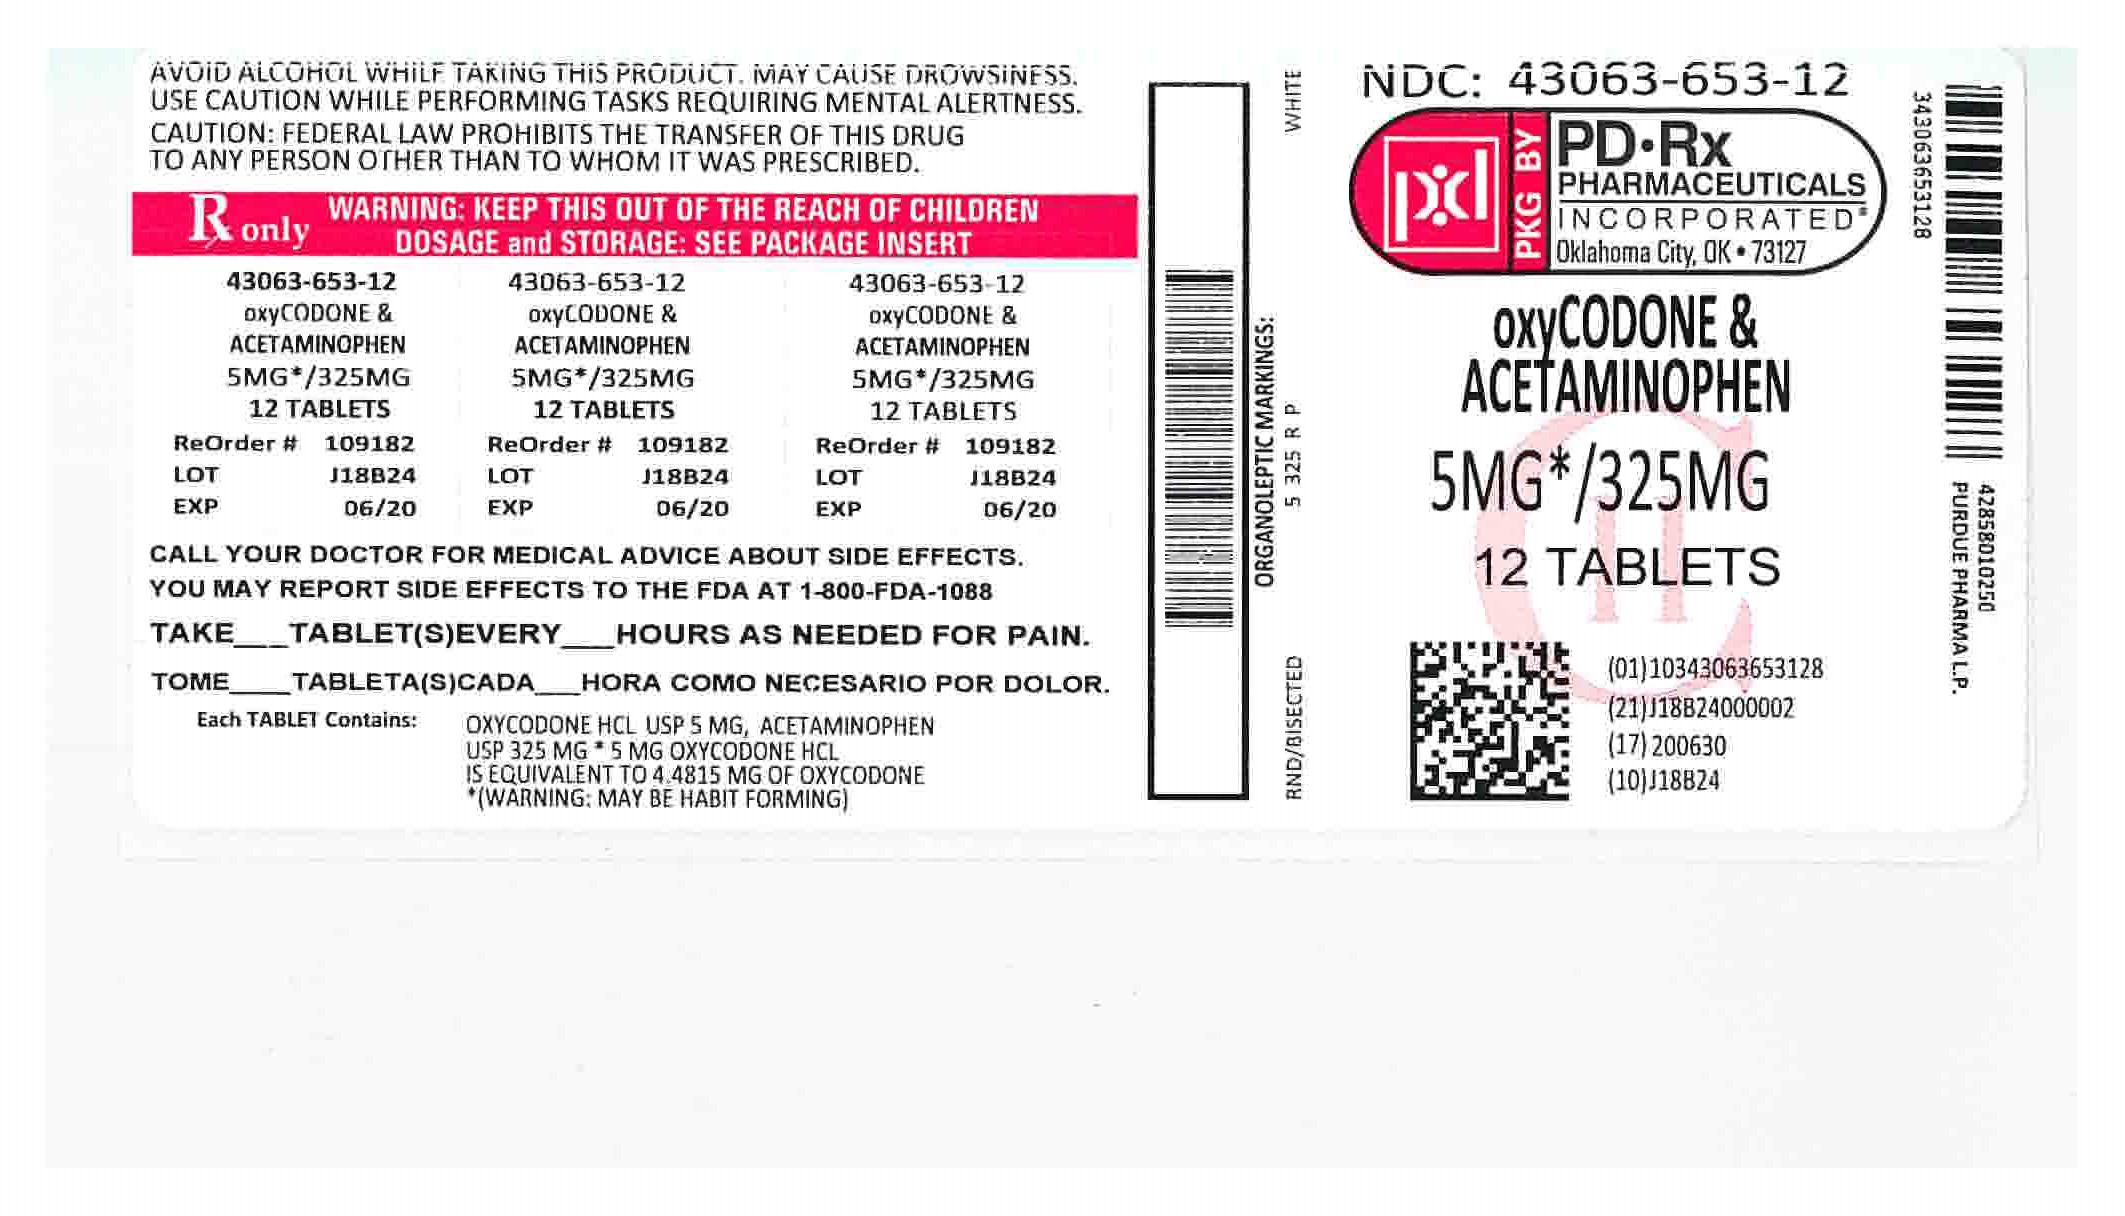 AVOID ALCOHOL WHILE TAKING THIS PRODUCT. MAY CAUSE DROWSINESS.
USE CAUTION WHILE PERFORMING TASKS REQUIRING MENTAL ALERTNESS.
CAUTION: FEDERAL LAW PROHIBITS THE TRANSFER OF THIS DRUG
TO ANY PERSON OTHER THAN TO WHOM IT WAS PRESCRIBED.
Rx only
WARNING: KEEP THIS OUT OF THE REACH OF CHILDREN
DOSAGE and STORAGE: SEE PACKAGE INSERT
43063-653-12
oxyCODONE &
ACETAMINOPHEN
5MG*/325MG
12 TABLETS
ReOrder # 109182
LOT J18B24
EXP 06/20
43063-653-12
oxyCODONE &
ACETAMINOPHEN
5MG*/325MG
12 TABLETS
ReOrder # 109182
LOT J18B24
EXP 06/20
43063-653-12
oxyCODONE &
ACETAMINOPHEN
5MG*/325MG
12 TABLETS
ReOrder # 109182
LOT J18B24
EXP 06/20
CALL YOUR DOCTOR FOR MEDICAL ADVICE ABOUT SIDE EFFECTS.
YOU MAY REPORT SIDE EFFECTS TO THE FDA AT 1-800-FDA-1088
TAKE___TABLET(S)EVERY___HOURS AS NEEDED FOR PAIN.
TOME____TABLETA(S)CADA___HORA COMO NECESARIO POR DOLOR.
Each TABLET Contains: OXYCODONE HCL USP 5 MG, ACETAMINOPHEN
USP 325 MG * 5 MG OXYCODONE HCL
IS EQUIVALENT TO 4.4815 MG OF OXYCODONE
*(WARNING: MAY BE HABIT FORMING)
ORGANOLEPTIC MARKINGS:
RND/BISECTED 5 325 R P WHITE
NDC: 43063-653-12
pd
PKG BY
PD•Rx
PHARMACEUTICALS
INCORPORATED®
Oklahoma City, OK • 73127
oxyCODONE &
ACETAMINOPHEN
5MG*/325MG
12 TABLETS
CII
(01)10343063653128
(21)J18B24000002
(17)200630
(10)J18B24
343063653128
42858010250
PURDUE PHARMA L.P.